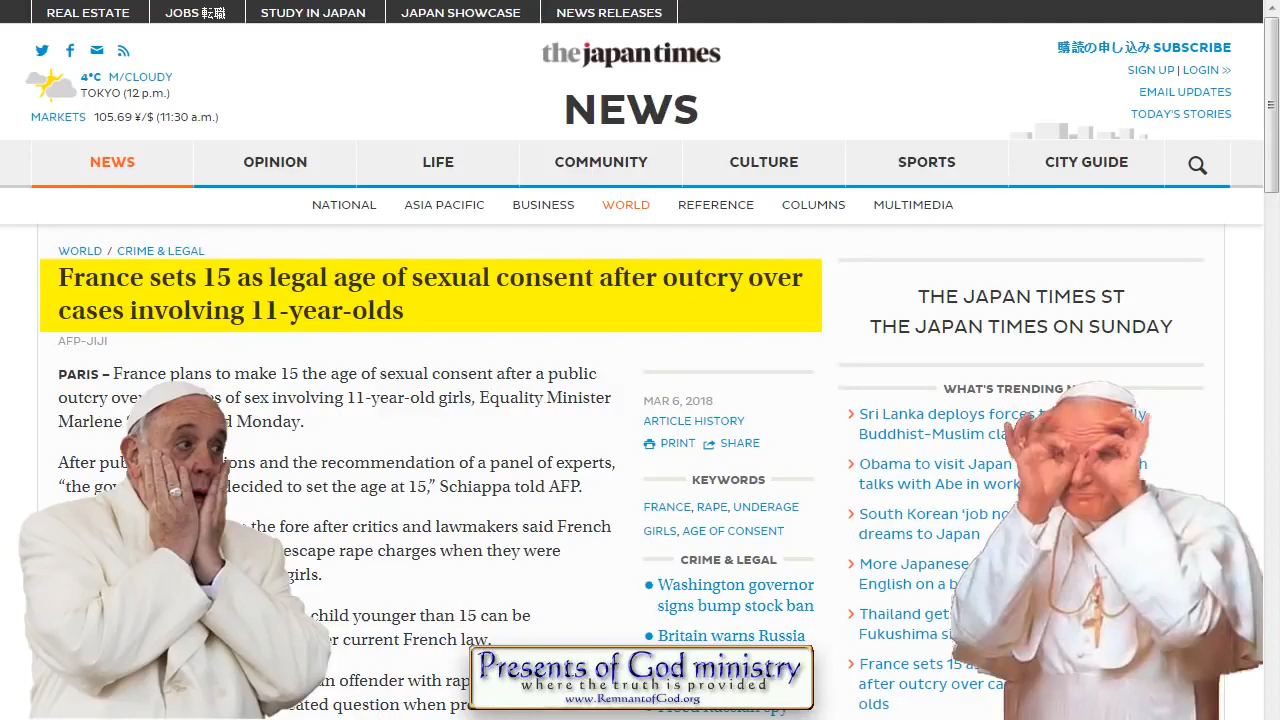 REAL ESTATE JOBS 転職 STUDY IN JAPAN JAPAN SHOWCASE NEWS RELEASES
the japan times
購読の申し込み SUBSCRIBE
4°C M/CLOUDY
TOKYO (12 p.m.)
MARKETS 105.69 ¥/$ (11:30 a.m.)
NEWS
SIGN UP | LOGIN »
EMAIL UPDATES
TODAY'S STORIES
NEWS OPINION LIFE COMMUNITY CULTURE SPORTS CITY GUIDE
NATIONAL ASIA PACIFIC BUSINESS WORLD REFERENCE COLUMNS MULTIMEDIA
WORLD / CRIME & LEGAL
France sets 15 as legal age of sexual consent after outcry over
cases involving 11-year-olds
AFP-JIJI
PARIS – France plans to make 15 the age of sexual consent after a public
outcry of sex involving 11-year-old girls, Equality Minister
Marlene Monday.
After and the recommendation of a panel of experts,
decided to set the age at 15,” Schiappa told AFP.
the fore after critics and lawmakers said French
escape rape charges when they were
girls.
child younger than 15 can be
current French law.
an offender with
question when
MAR 6, 2018
ARTICLE HISTORY
PRINT SHARE
KEYWORDS
FRANCE, RAPE, UNDERAGE
GIRLS, AGE OF CONSENT
CRIME & LEGAL
Washington governor
signs bump stock ban
Britain warns Russia
THE JAPAN TIMES ST
THE JAPAN TIMES ON SUNDAY
WHAT'S TRENDING
Sri Lanka deploys forces
Buddhist-Muslim
Obama to visit Japan
talks with Abe in
South Korean ‘job
dreams to Japan
More Japanese
English on a
Thailand
Fukushima
France sets 15
after outcry over
olds
Presents of God ministry
where the truth is provided
www.RemnantofGod.org